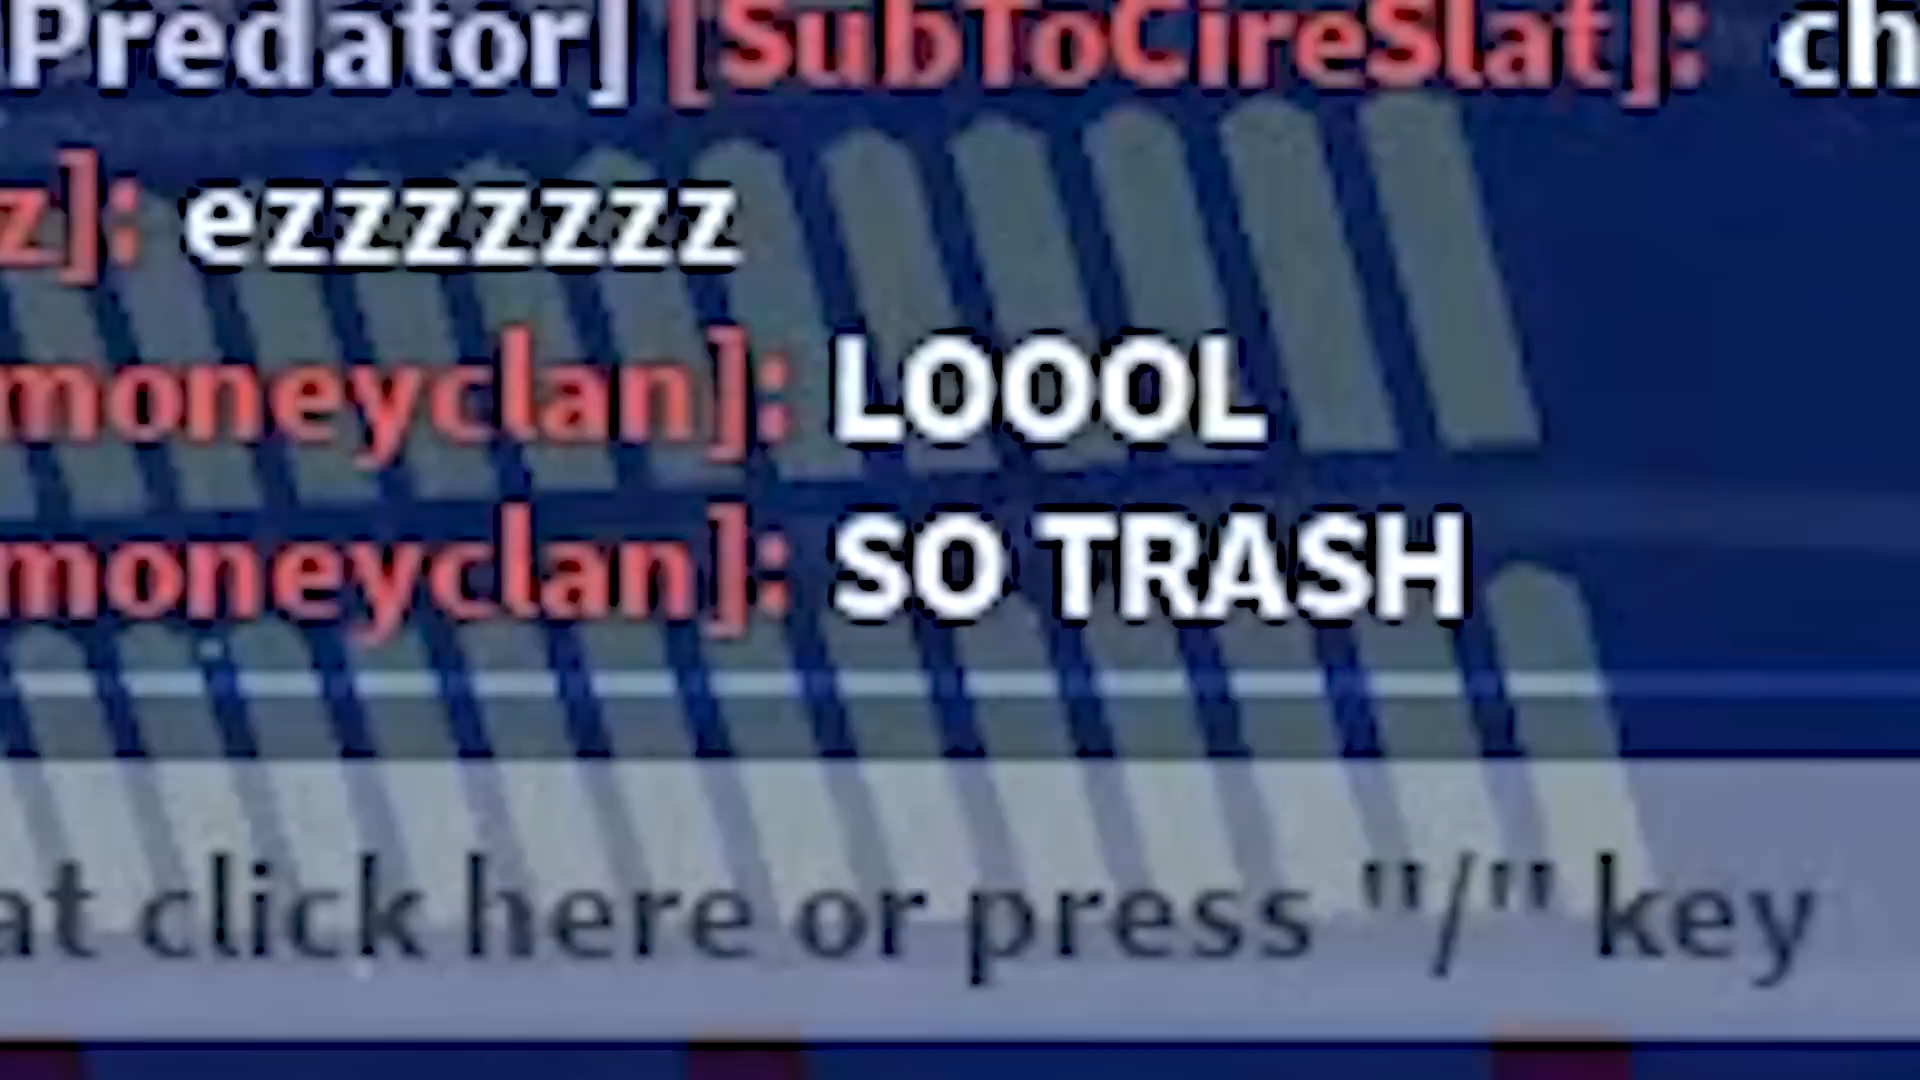 Predator] [SubToCireSlat]: ch
z]: ezzzzzzz
moneyclan]: LOOOL
moneyclan]: SO TRASH
at click here or press "/" key